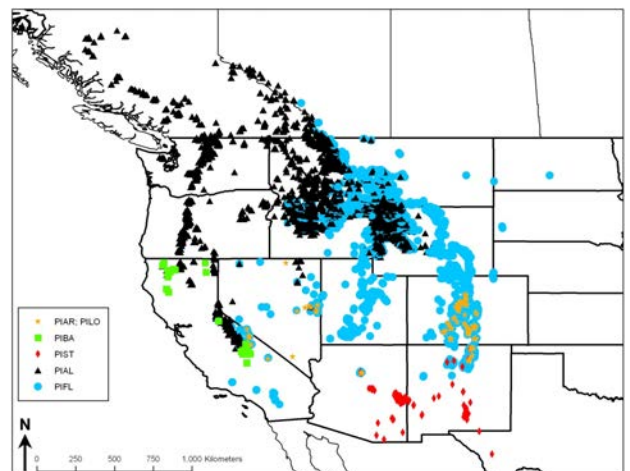 PIAR; PILO
PIBA
PIST
PIAL
PIFL
N
0 250 500 750 1,000 Kilometers